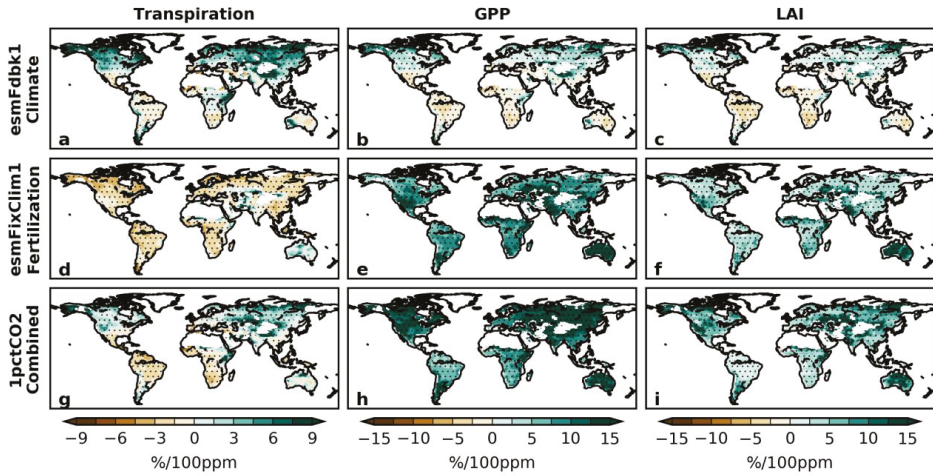 Transpiration GPP LAI
esmFdbk1
Climate
a b c
esmFixClim1
Fertilization
d e f
1pctCO2
Combined
g h i
−9 −6 −3 0 3 6 9 −15 −10 −5 0 5 10 15 −15 −10 −5 0 5 10 15
%/100ppm %/100ppm %/100ppm